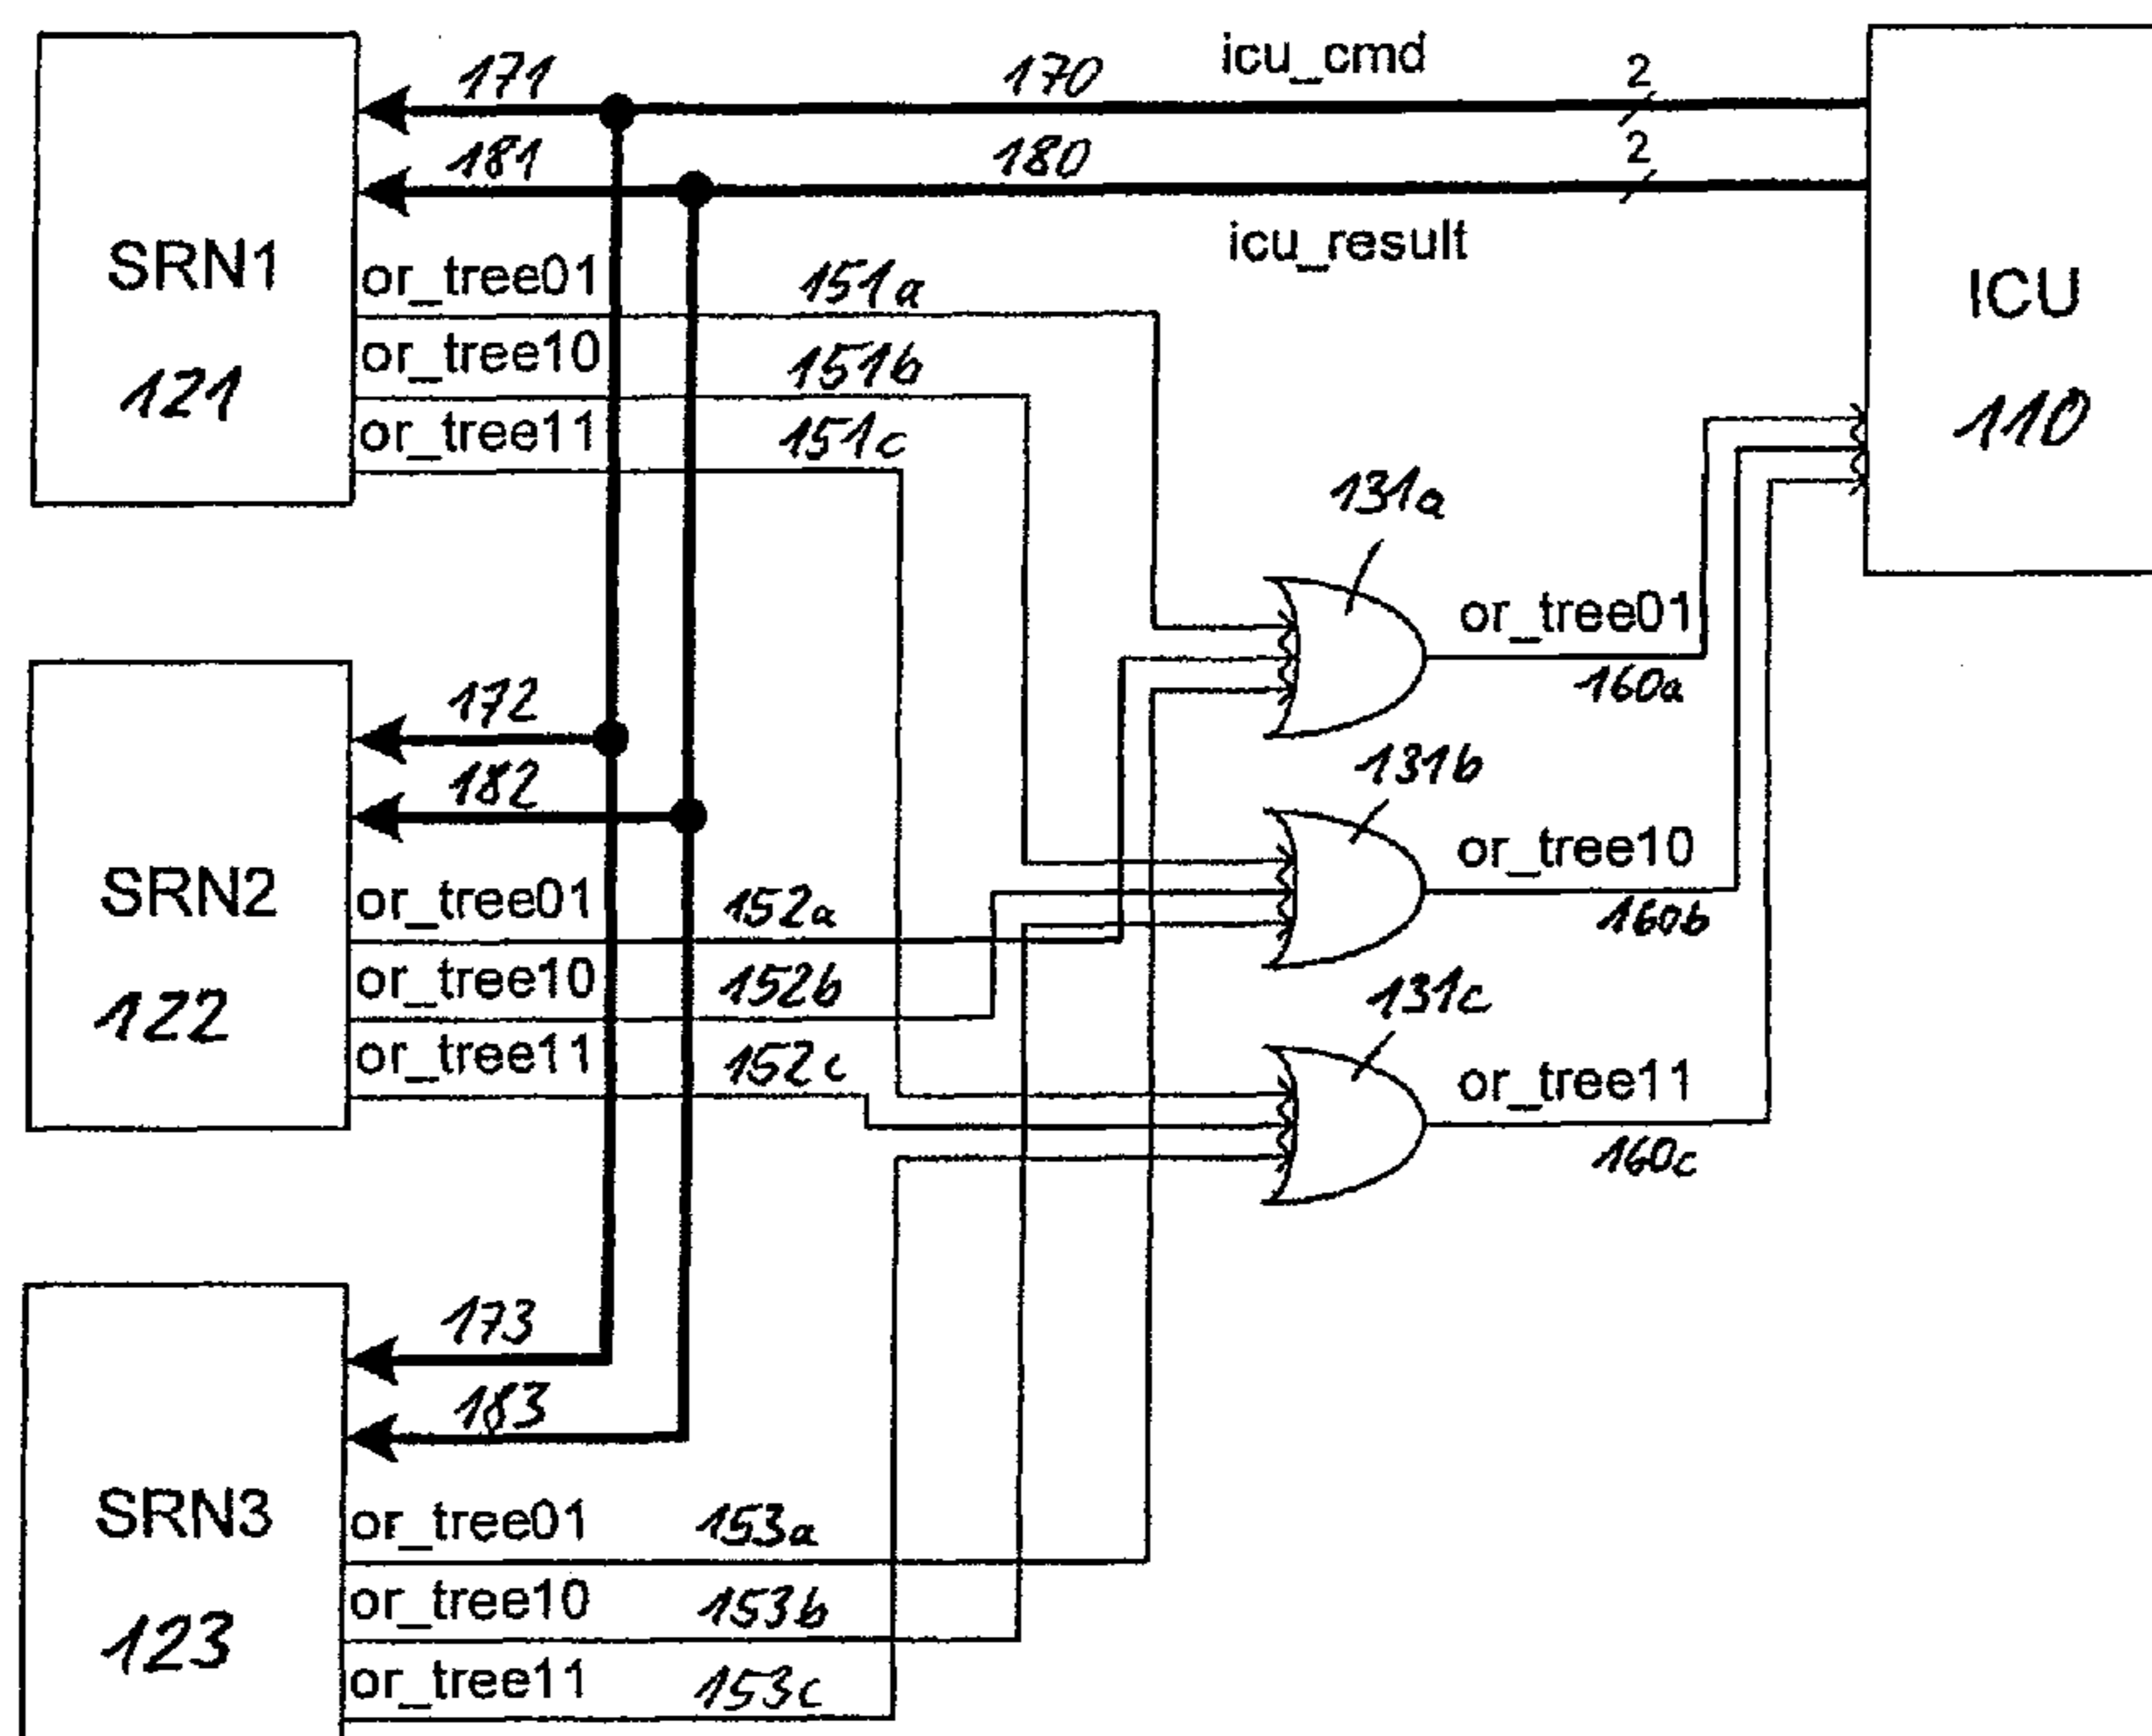 171
170
icu_cmd
2
181
180
2
icu_result
SRN1
121
or_tree01
151a
or_tree10
151b
or_tree11
151c
ICU
110
131a
or_tree01
160a
131b
or_tree10
160b
131c
or_tree11
160c
172
182
SRN2
122
or_tree01
152a
or_tree10
152b
or_tree11
152c
173
183
SRN3
123
or_tree01
153a
or_tree10
153b
or_tree11
153c